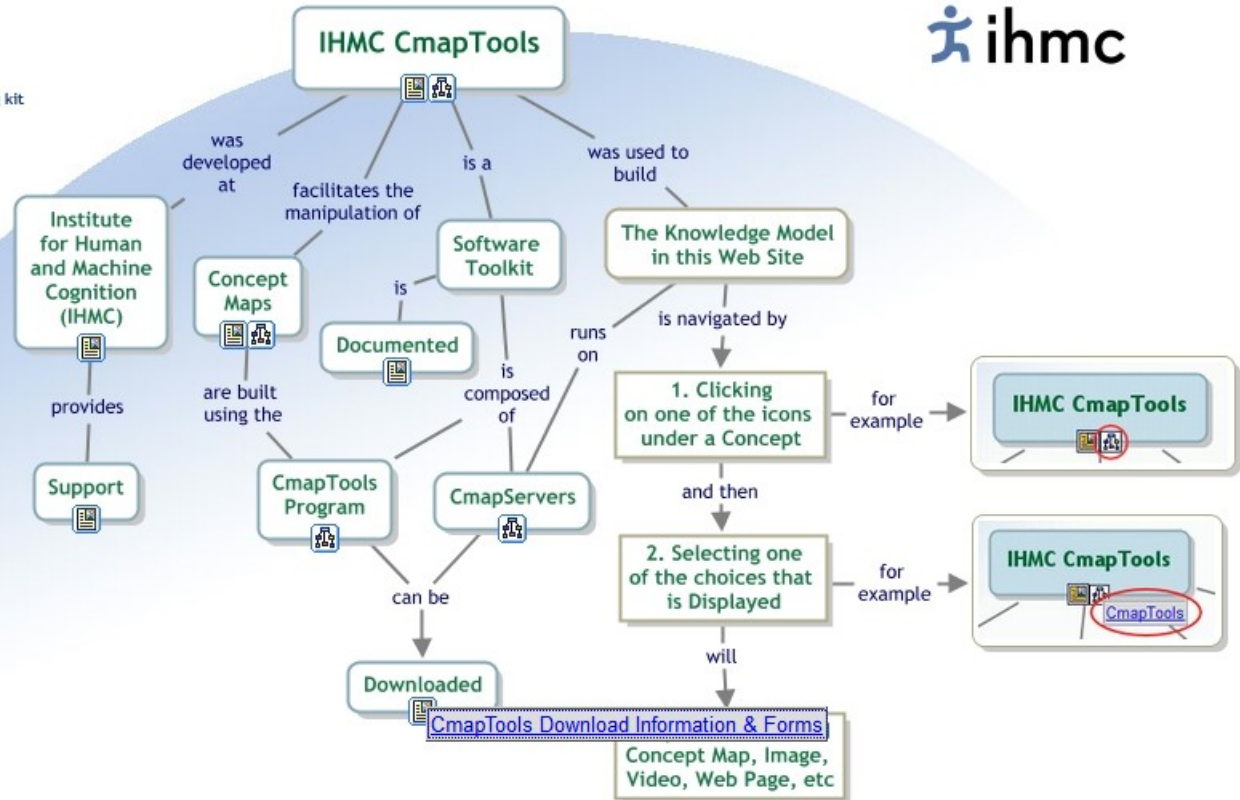 IHMC CmapTools
ihmc
kit
was
developed
at
facilitates the
manipulation of
is a
was used to
build
Institute
for Human
and Machine
Cognition
(IHMC)
Concept
Maps
Software
Toolkit
The Knowledge Model
in this Web Site
is
Documented
runs
on
is navigated by
provides
are built
using the
is
composed
of
1. Clicking
on one of the icons
under a Concept
for
example
IHMC CmapTools
Support
CmapTools
Program
CmapServers
and then
2. Selecting one
of the choices that
is Displayed
for
example
IHMC CmapTools
CmapTools
can be
will
Downloaded
CmapTools Download Information & Forms
Concept Map, Image,
Video, Web Page, etc